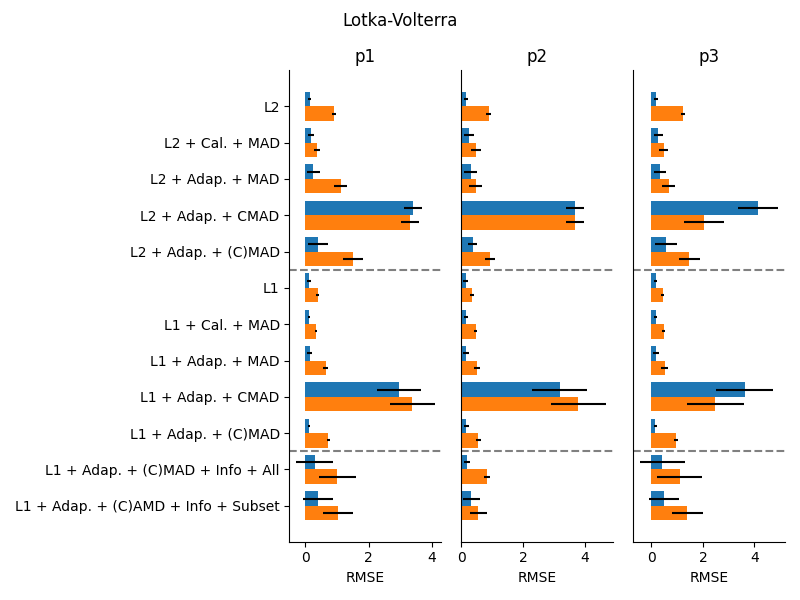 Lotka-Volterra
p1
p2
p3
L2
L2 + Cal. + MAD
L2 + Adap. + MAD
L2 + Adap. + CMAD
L2 + Adap. + (C)MAD
L1
L1 + Cal. + MAD
L1 + Adap. + MAD
L1 + Adap. + CMAD
L1 + Adap. + (C)MAD
L1 + Adap. + (C)MAD + Info + All
L1 + Adap. + (C)AMD + Info + Subset
0 2 4
0 2 4
0 2 4
RMSE
RMSE
RMSE